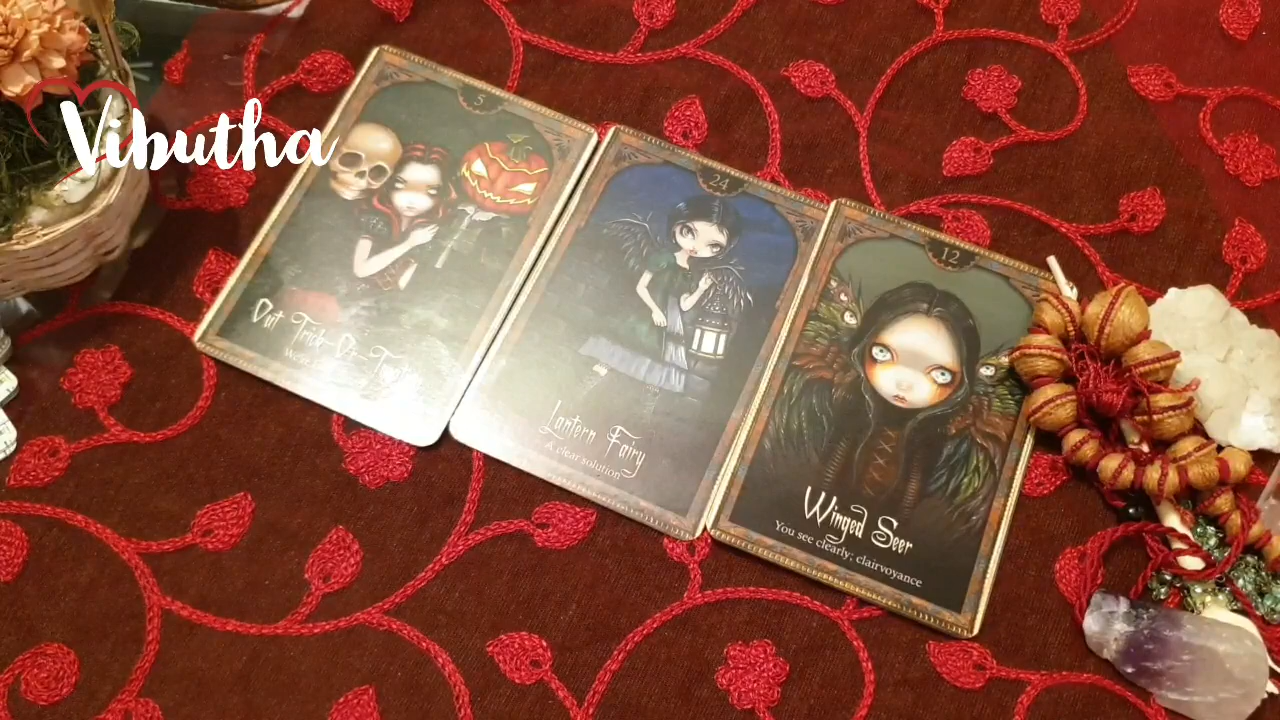 Vibutha
5
Out Trick-Or-Treat
24
Lantern Fairy
A clear solution
12
Winged Seer
You see clearly; clairvoyance